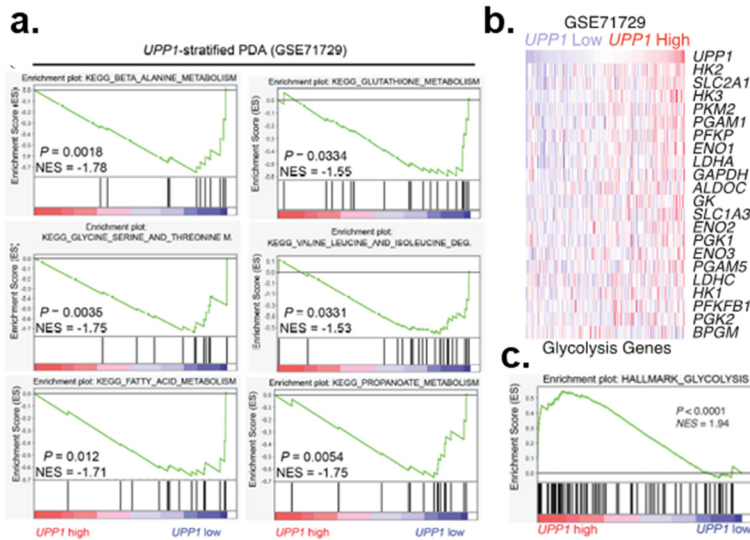 a.
UPP1-stratified PDA (GSE71729)
Enrichment plot: KEGG_BETA_ALANINE_METABOLISM
Enrichment Score (ES)
P = 0.0018
NES = -1.78
Enrichment plot: KEGG_GLUTATHIONE_METABOLISM
Enrichment Score (ES)
P = 0.0334
NES = -1.55
Enrichment plot:
KEGG_GLYCINE_SERINE_AND_THREONINE M.
Enrichment Score (ES)
P = 0.0035
NES = -1.75
Enrichment plot:
KEGG_VALINE_LEUCINE_AND_ISOLEUCINE_DEG.
Enrichment Score (ES)
P = 0.0331
NES = -1.53
Enrichment plot: KEGG_FATTY_ACID_METABOLISM
Enrichment Score (ES)
P = 0.012
NES = -1.71
Enrichment plot: KEGG_PROPANOATE_METABOLISM
Enrichment Score (ES)
P = 0.0054
NES = -1.75
UPP1 high
UPP1 low
UPP1 high
UPP1 low
b.
GSE71729
UPP1 Low UPP1 High
UPP1
HK2
SLC2A1
HK3
PKM2
PGAM1
PFKP
ENO1
LDHA
GAPDH
ALDOC
GK
SLC1A3
ENO2
PGK1
ENO3
PGAM5
LDHC
HK1
PFKFB1
PGK2
BPGM
Glycolysis Genes
c.
Enrichment plot: HALLMARK_GLYCOLYSIS
Enrichment Score (ES)
P < 0.0001
NES = 1.94
UPP1 high
UPP1 low